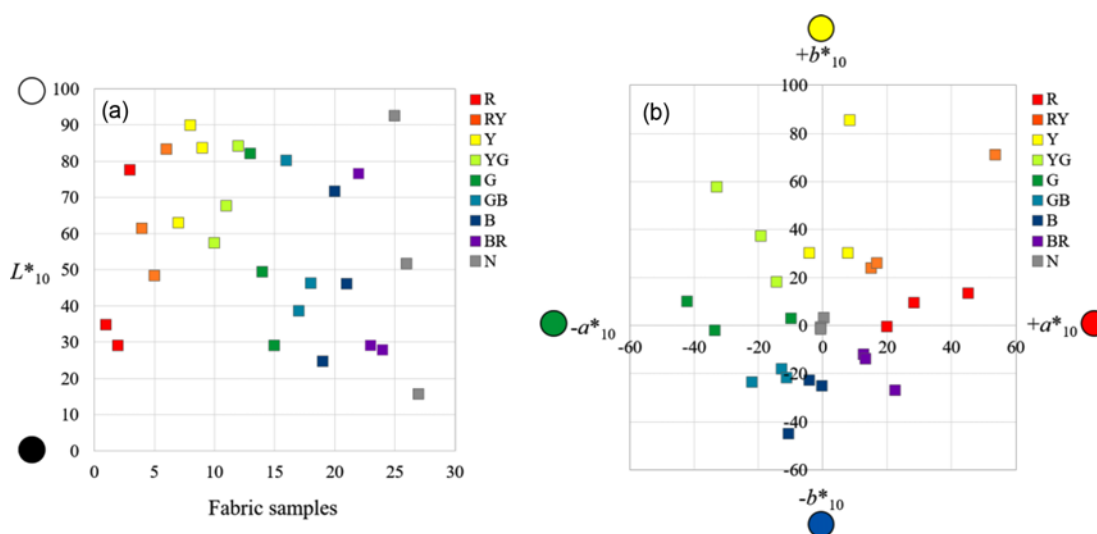 (a)
100
90
80
70
60
50
40
30
20
10
0
L*10
0 5 10 15 20 25 30
Fabric samples
R
RY
Y
YG
G
GB
B
BR
N
+b*10
(b)
100
80
60
40
20
0
-20
-40
-60
-60 -40 -20 0 20 40 60
-a*10
+a*10
-b*10
R
RY
Y
YG
G
GB
B
BR
N